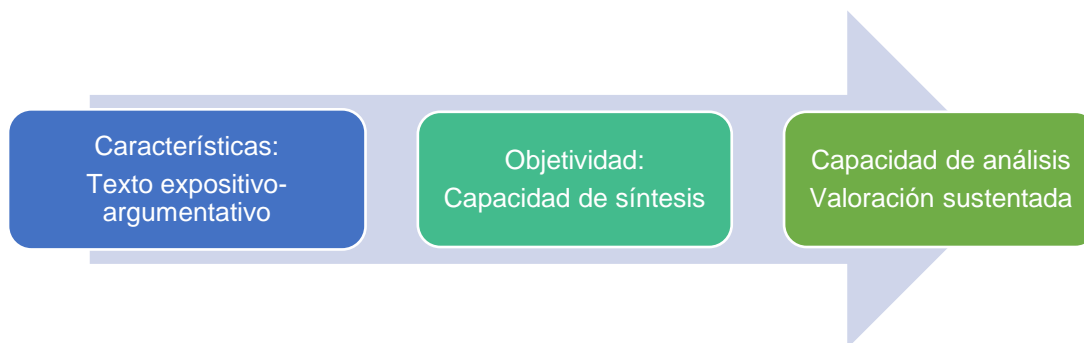 Características:
Texto expositivo-
argumentativo
Objetividad:
Capacidad de síntesis
Capacidad de análisis
Valoración sustentada